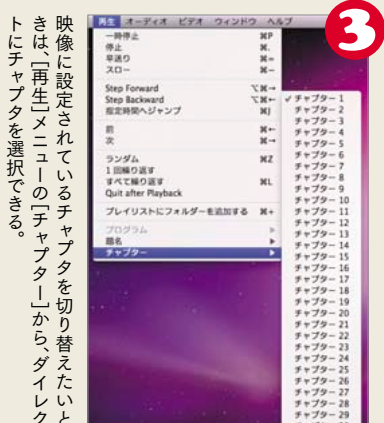 3
映像に設定されているチャプタを切り替えたいと
きは、［再生］メニューの［チャプター］から、ダイレク
トにチャプタを選択できる。
再生 オーディオ ビデオ ウィンドウ ヘルプ
一時停止 ⌘P
停止 ⌘.
早送り ⌘=
スロー ⌘-
Step Forward ⌥⌘→
Step Backward ⌥⌘←
指定時間へジャンプ ⌘J
前 ⌘←
次 ⌘→
ランダム ⌘Z
1 回繰り返す
すべて繰り返す ⌘L
Quit after Playback
プレイリストにフォルダーを追加する ⌘+
プログラム
題名
チャプター
✓ チャプター 1
チャプター 2
チャプター 3
チャプター 4
チャプター 5
チャプター 6
チャプター 7
チャプター 8
チャプター 9
チャプター 10
チャプター 11
チャプター 12
チャプター 13
チャプター 14
チャプター 15
チャプター 16
チャプター 17
チャプター 18
チャプター 19
チャプター 20
チャプター 21
チャプター 22
チャプター 23
チャプター 24
チャプター 25
チャプター 26
チャプター 27
チャプター 28
チャプター 29